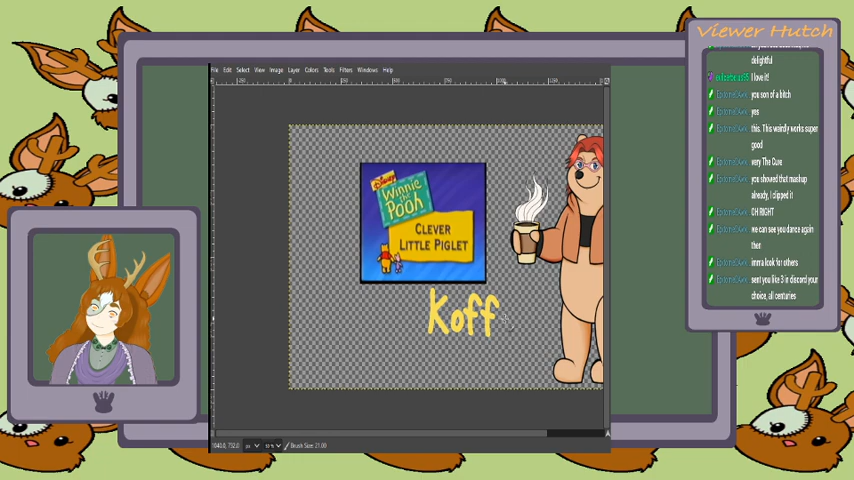 Viewer Hutch
File Edit Select View Image Layer Colors Tools Filters Windows Help
Disney
Winnie
the
Pooh
CLEVER
LITTLE PIGLET
Koff
delightful
I love it!
you son of a bitch
yes
this. This weirdly works super
good
very The Cure
you showed that mashup
already, I clipped it
OH RIGHT
we can see you dance again
then
imma look for others
sent you like 3 in discord your
choice, all centuries
px
Brush Size: 21.00